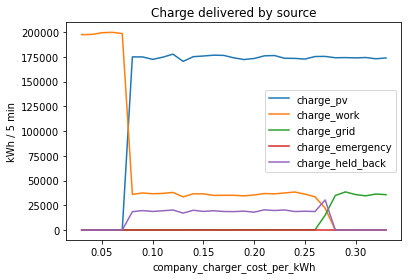 Charge delivered by source
200000
175000
150000
125000
100000
75000
50000
25000
0
kWh / 5 min
charge_pv
charge_work
charge_grid
charge_emergency
charge_held_back
0.05 0.10 0.15 0.20 0.25 0.30
company_charger_cost_per_kWh